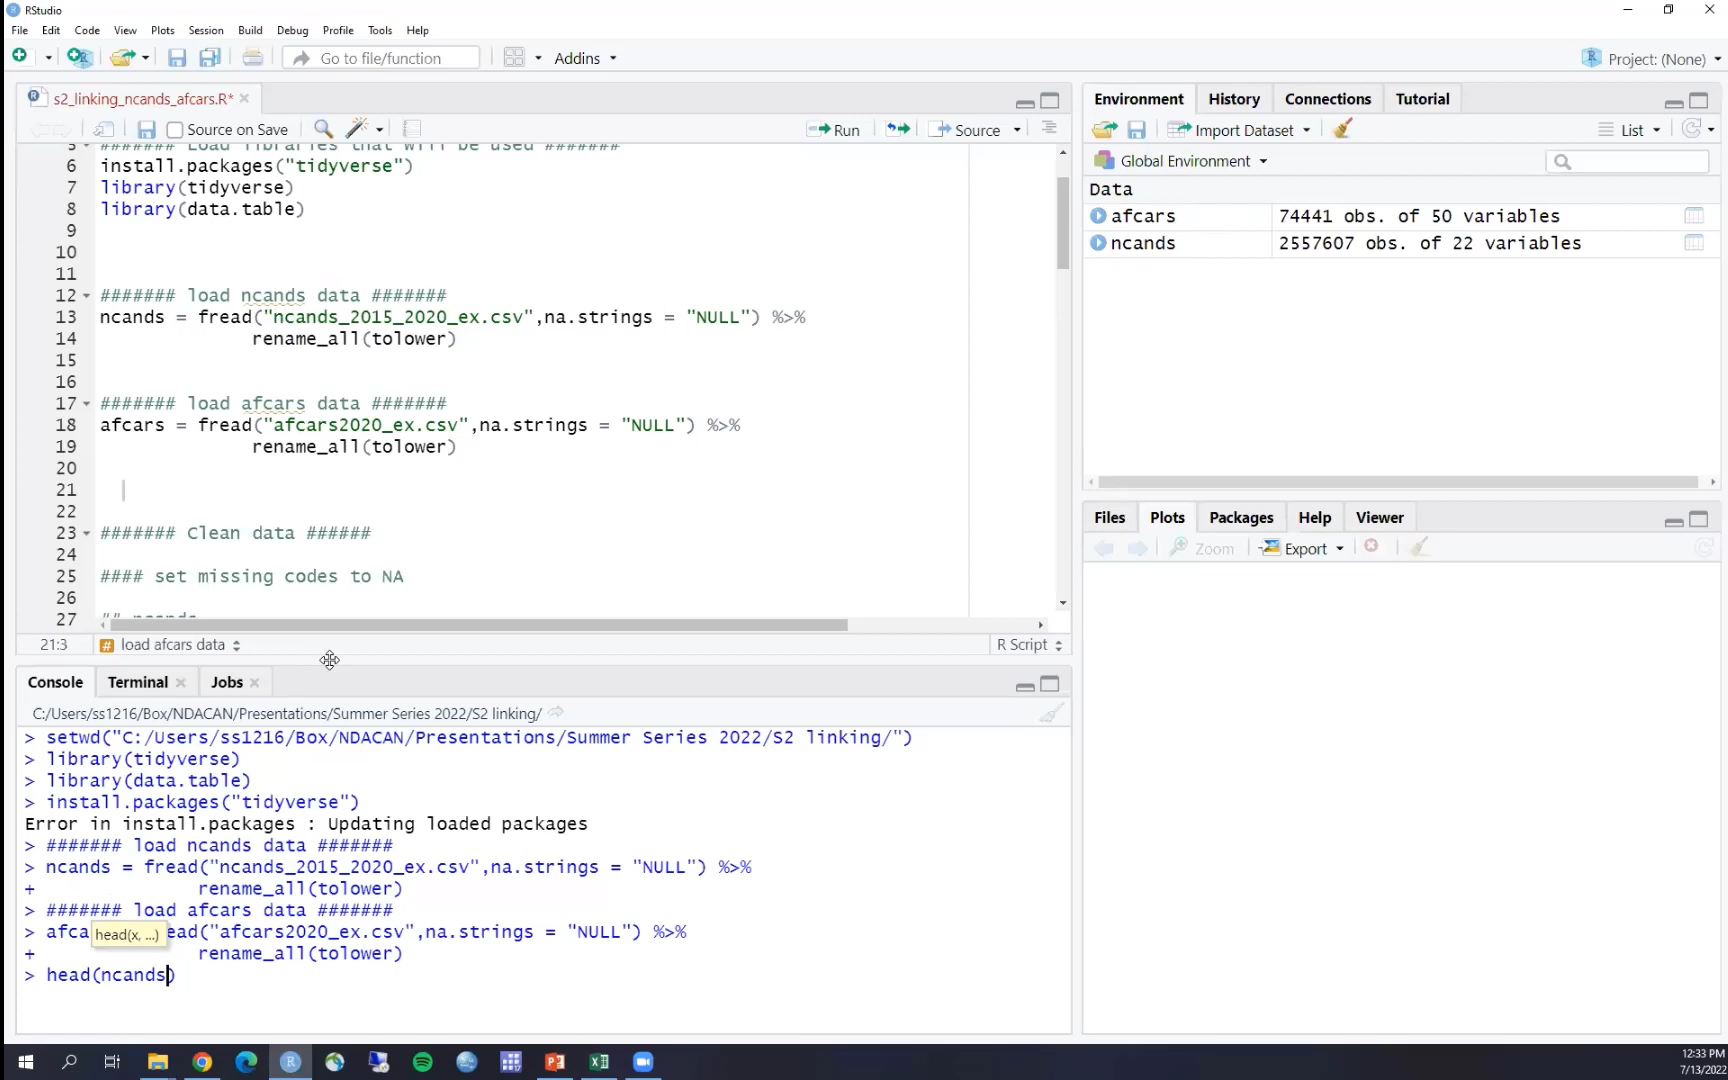 RStudio
File Edit Code View Plots Session Build Debug Profile Tools Help
Go to file/function Addins Project: (None)
s2_linking_ncands_afcars.R*
Source on Save Run Source
5 ####### Load libraries that will be used #######
6 install.packages("tidyverse")
7 library(tidyverse)
8 library(data.table)
9
10
11
12 ####### load ncands data #######
13 ncands = fread("ncands_2015_2020_ex.csv",na.strings = "NULL") %>%
14 rename_all(tolower)
15
16
17 ####### load afcars data #######
18 afcars = fread("afcars2020_ex.csv",na.strings = "NULL") %>%
19 rename_all(tolower)
20
21
22
23 ####### Clean data ######
24
25 #### set missing codes to NA
26
27 ## ncands
21:3 # load afcars data R Script
Console Terminal Jobs
C:/Users/ss1216/Box/NDACAN/Presentations/Summer Series 2022/S2 linking/
> setwd("C:/Users/ss1216/Box/NDACAN/Presentations/Summer Series 2022/S2 linking/")
> library(tidyverse)
> library(data.table)
> install.packages("tidyverse")
Error in install.packages : Updating loaded packages
> ####### load ncands data #######
> ncands = fread("ncands_2015_2020_ex.csv",na.strings = "NULL") %>%
+ rename_all(tolower)
> ####### load afcars data #######
> afca head(x, ...) ead("afcars2020_ex.csv",na.strings = "NULL") %>%
+ rename_all(tolower)
> head(ncands)
Environment History Connections Tutorial
Import Dataset List
Global Environment
Data
afcars 74441 obs. of 50 variables
ncands 2557607 obs. of 22 variables
Files Plots Packages Help Viewer
Zoom Export
12:33 PM
7/13/2022